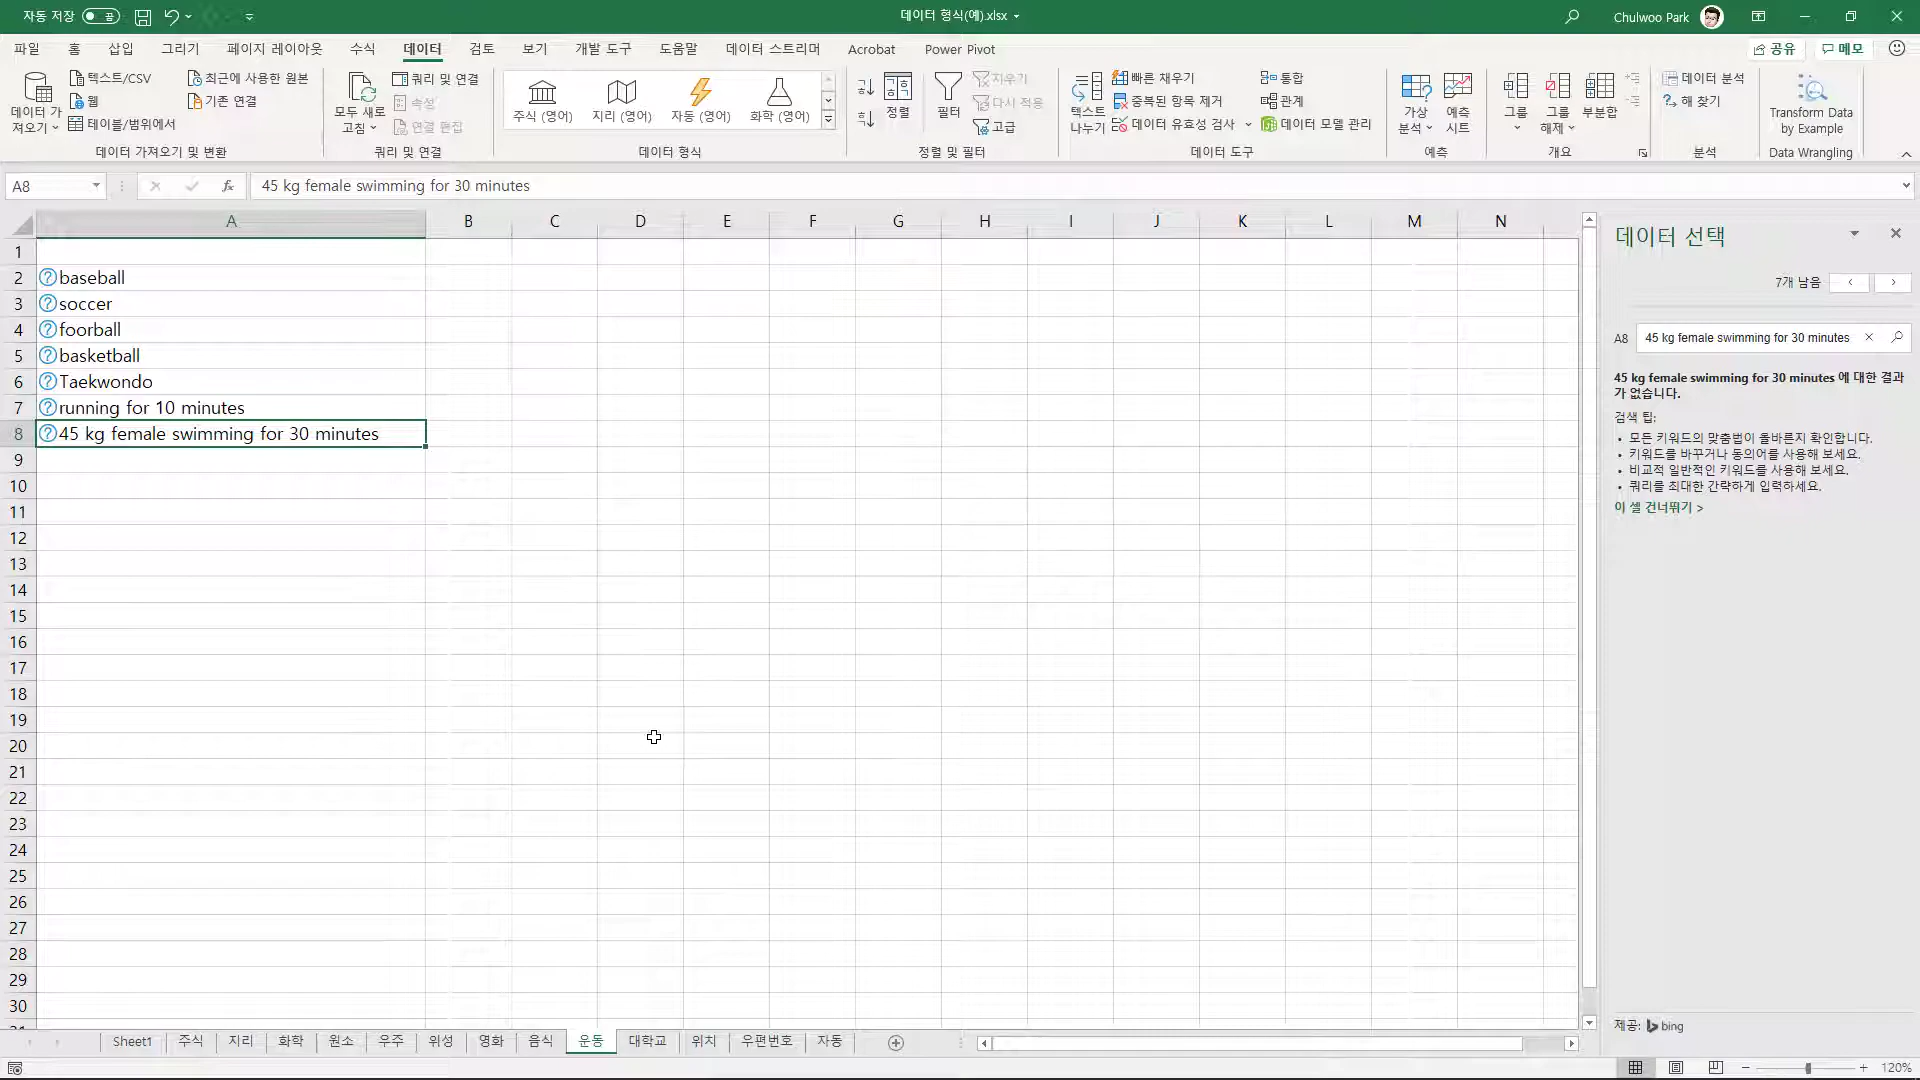 자동 저장 끔 데이터 형식(예).xlsx Chulwoo Park
파일 홈 삽입 그리기 페이지 레이아웃 수식 데이터 검토 보기 개발 도구 도움말 데이터 스트리머 Acrobat Power Pivot 공유 메모
데이터 가져오기
텍스트/CSV
웹
테이블/범위에서
최근에 사용한 원본
기존 연결
데이터 가져오기 및 변환
모두 새로 고침
쿼리 및 연결
속성
연결 편집
쿼리 및 연결
주식 (영어) 지리 (영어) 자동 (영어) 화학 (영어)
데이터 형식
정렬
필터
지우기
다시 적용
고급
정렬 및 필터
텍스트 나누기
빠른 채우기
중복된 항목 제거
데이터 유효성 검사
통합
관계
데이터 모델 관리
데이터 도구
가상 분석
예측 시트
예측
그룹
그룹 해제
부분합
개요
데이터 분석
해 찾기
분석
Transform Data
by Example
Data Wrangling
A8 fx 45 kg female swimming for 30 minutes
A B C D E F G H I J K L M N
1
2 baseball
3 soccer
4 foorball
5 basketball
6 Taekwondo
7 running for 10 minutes
8 45 kg female swimming for 30 minutes
9
10
11
12
13
14
15
16
17
18
19
20
21
22
23
24
25
26
27
28
29
30
데이터 선택
7개 남음
A8 45 kg female swimming for 30 minutes
45 kg female swimming for 30 minutes 에 대한 결과
가 없습니다.
검색 팁:
• 모든 키워드의 맞춤법이 올바른지 확인합니다.
• 키워드를 바꾸거나 동의어를 사용해 보세요.
• 비교적 일반적인 키워드를 사용해 보세요.
• 쿼리를 최대한 간략하게 입력하세요.
이 셀 건너뛰기 >
제공: bing
Sheet1 주식 지리 화학 원소 우주 위성 영화 음식 운동 대학교 위치 우편번호 자동
120%